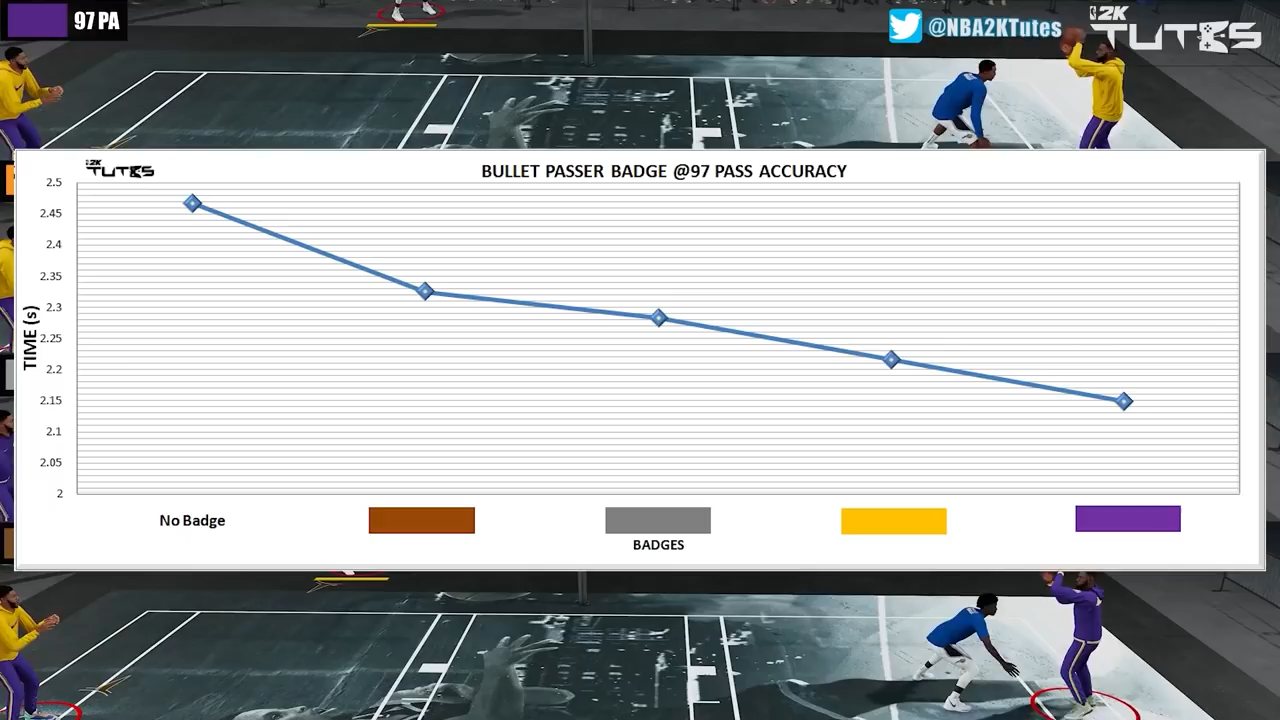 97 PA
@NBA2KTutes
2K
TUTES
2K
TUTES
BULLET PASSER BADGE @97 PASS ACCURACY
2.5
2.45
2.4
2.35
2.3
2.25
2.2
2.15
2.1
2.05
2
TIME (s)
No Badge
BADGES